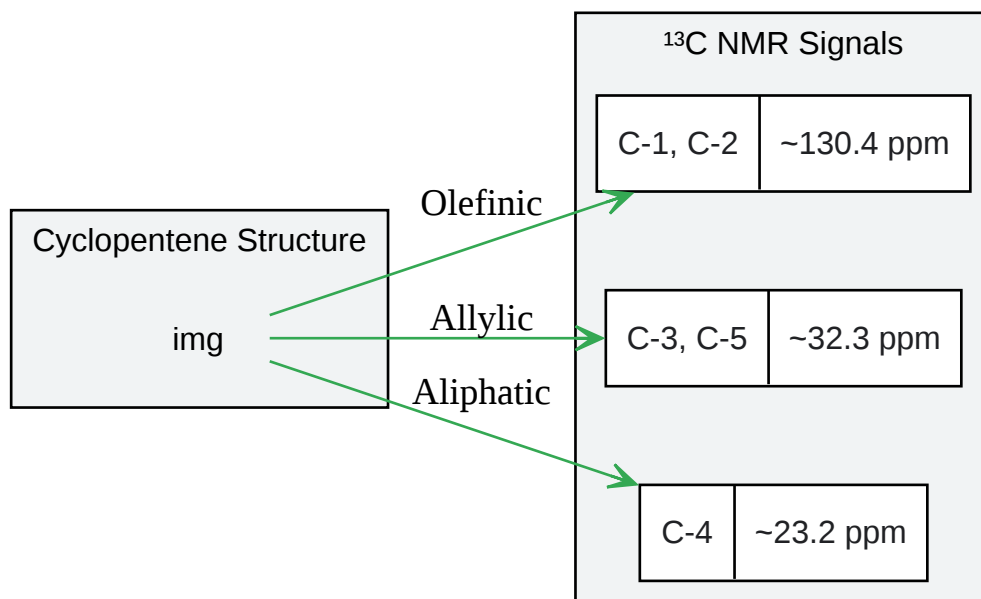 ¹³C NMR Signals
C-1, C-2 ~130.4 ppm
Olefinic
Cyclopentene Structure
img
Allylic
C-3, C-5 ~32.3 ppm
Aliphatic
C-4 ~23.2 ppm